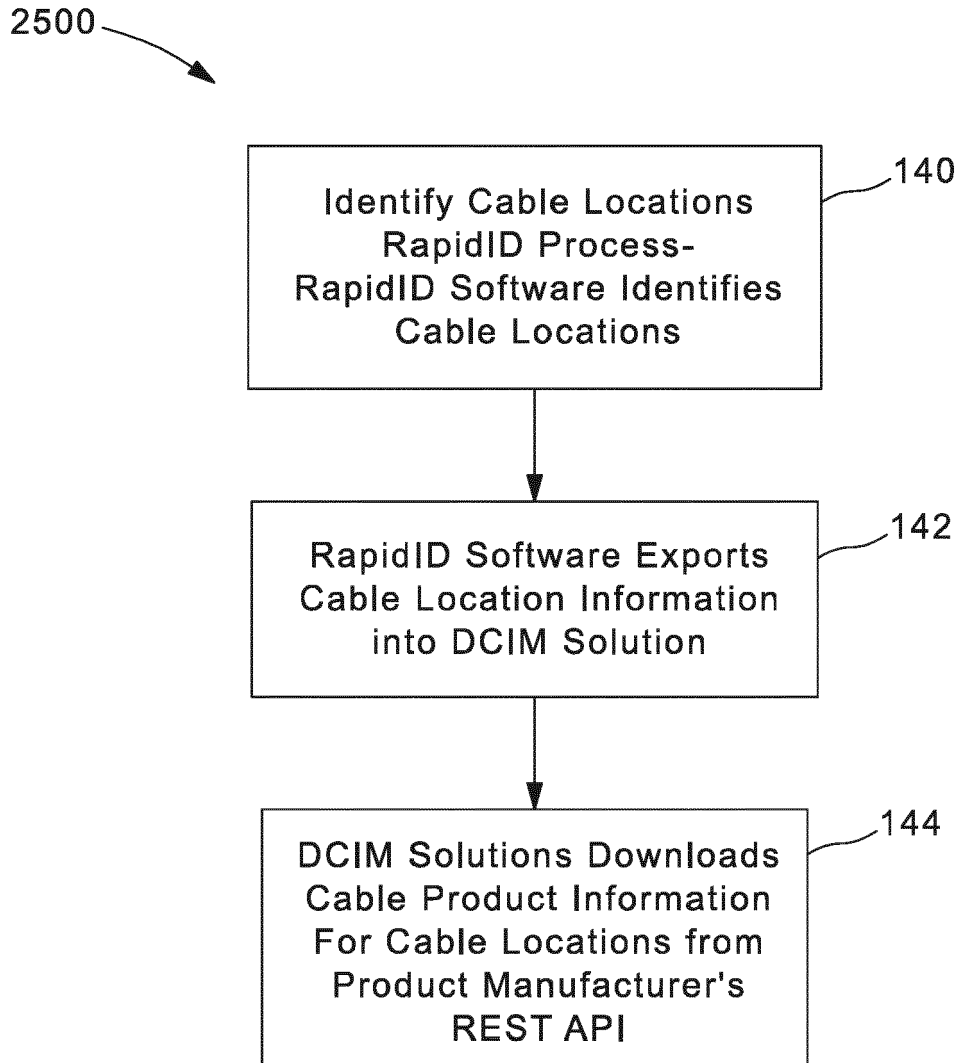 2500
140
Identify Cable Locations
RapidID Process-
RapidID Software Identifies
Cable Locations
142
RapidID Software Exports
Cable Location Information
into DCIM Solution
144
DCIM Solutions Downloads
Cable Product Information
For Cable Locations from
Product Manufacturer's
REST API